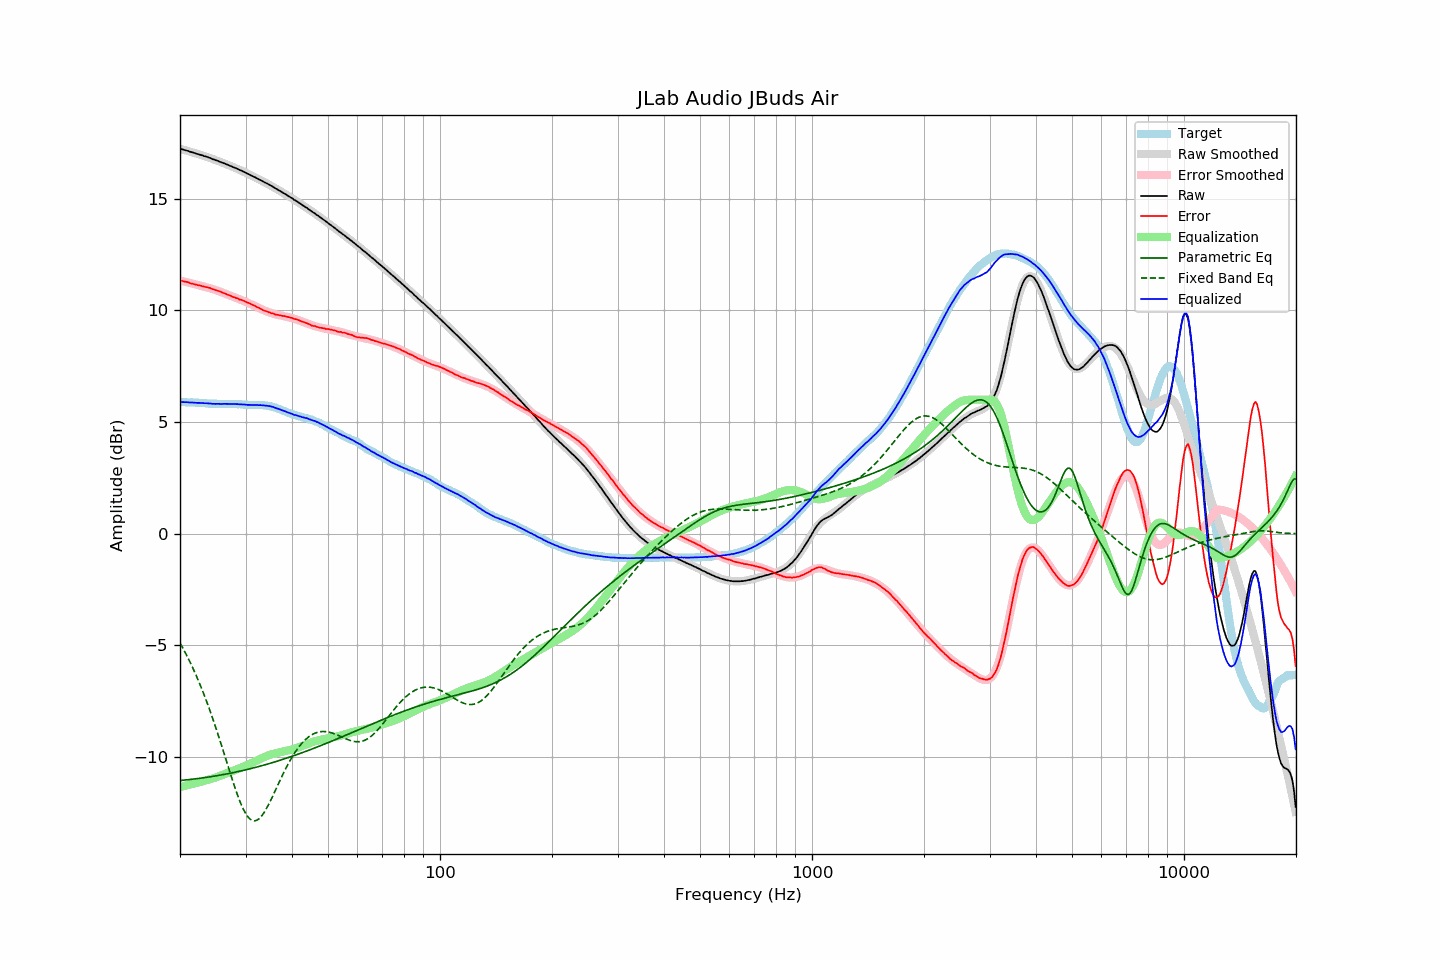 JLab Audio JBuds Air
Target
Raw Smoothed
Error Smoothed
Raw
Error
Equalization
Parametric Eq
Fixed Band Eq
Equalized
15
10
5
0
−5
−10
Amplitude (dBr)
100 1000 10000
Frequency (Hz)